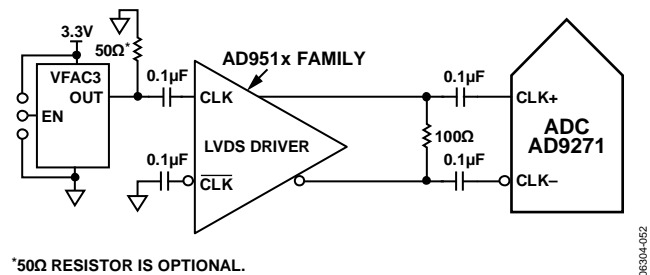 3.3V
50Ω*
AD951x FAMILY
VFAC3
OUT
EN
0.1µF
CLK
LVDS DRIVER
0.1µF
CLK
0.1µF
100Ω
0.1µF
CLK+
ADC
AD9271
CLK–
*50Ω RESISTOR IS OPTIONAL.
06304-052